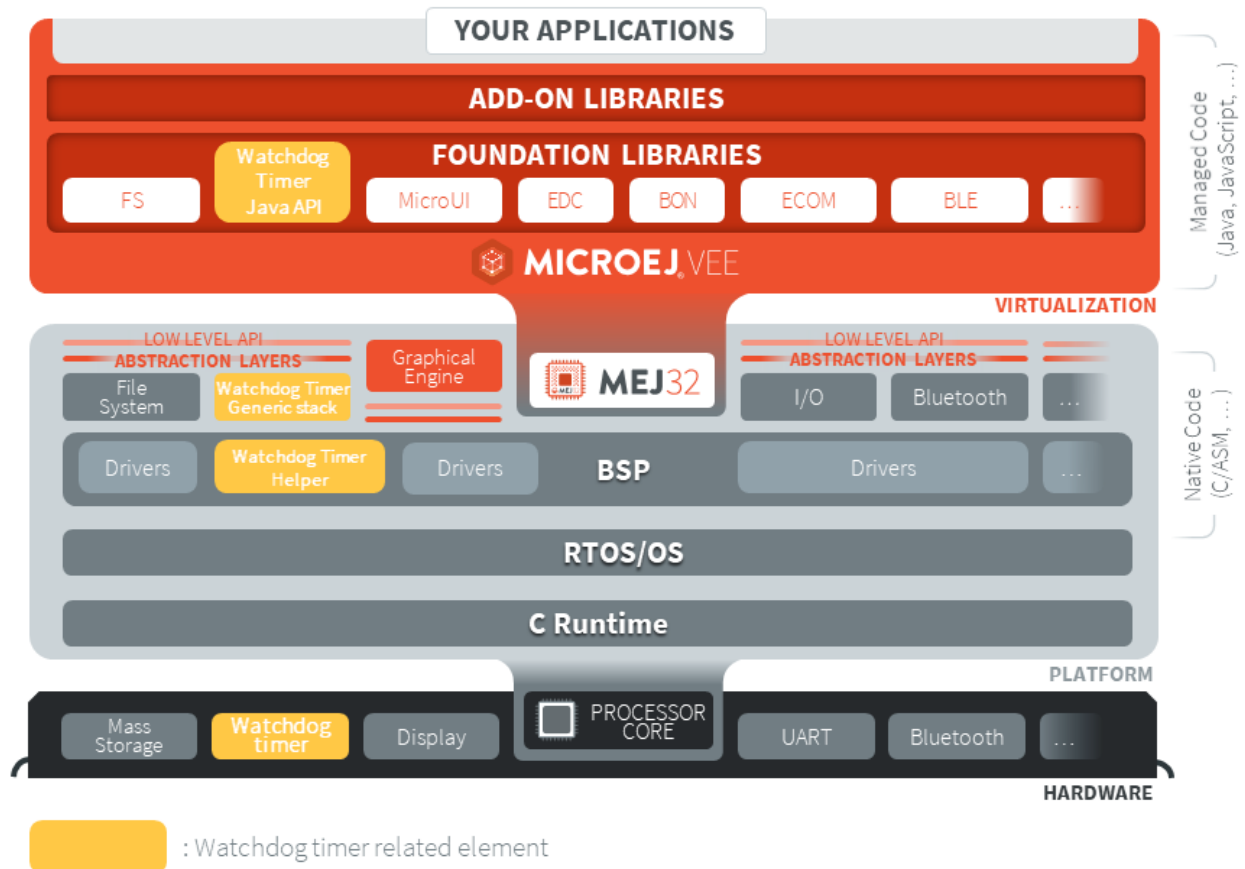 YOUR APPLICATIONS
ADD-ON LIBRARIES
FOUNDATION LIBRARIES
Watchdog
Timer
Java API
FS
MicroUI
EDC
BON
ECOM
BLE
...
MICROEJ® VEE
Managed Code
(Java, JavaScript, ...)
VIRTUALIZATION
LOW LEVEL API
ABSTRACTION LAYERS
File
System
Watchdog Timer
Generic stack
Graphical
Engine
MEJ32
MEJ32
LOW LEVEL API
ABSTRACTION LAYERS
I/O
Bluetooth
...
Drivers
Watchdog Timer
Helper
Drivers
BSP
Drivers
...
Native Code
(C/ASM, ...)
RTOS/OS
C Runtime
PLATFORM
Mass
Storage
Watchdog
timer
Display
PROCESSOR
CORE
UART
Bluetooth
...
HARDWARE
: Watchdog timer related element